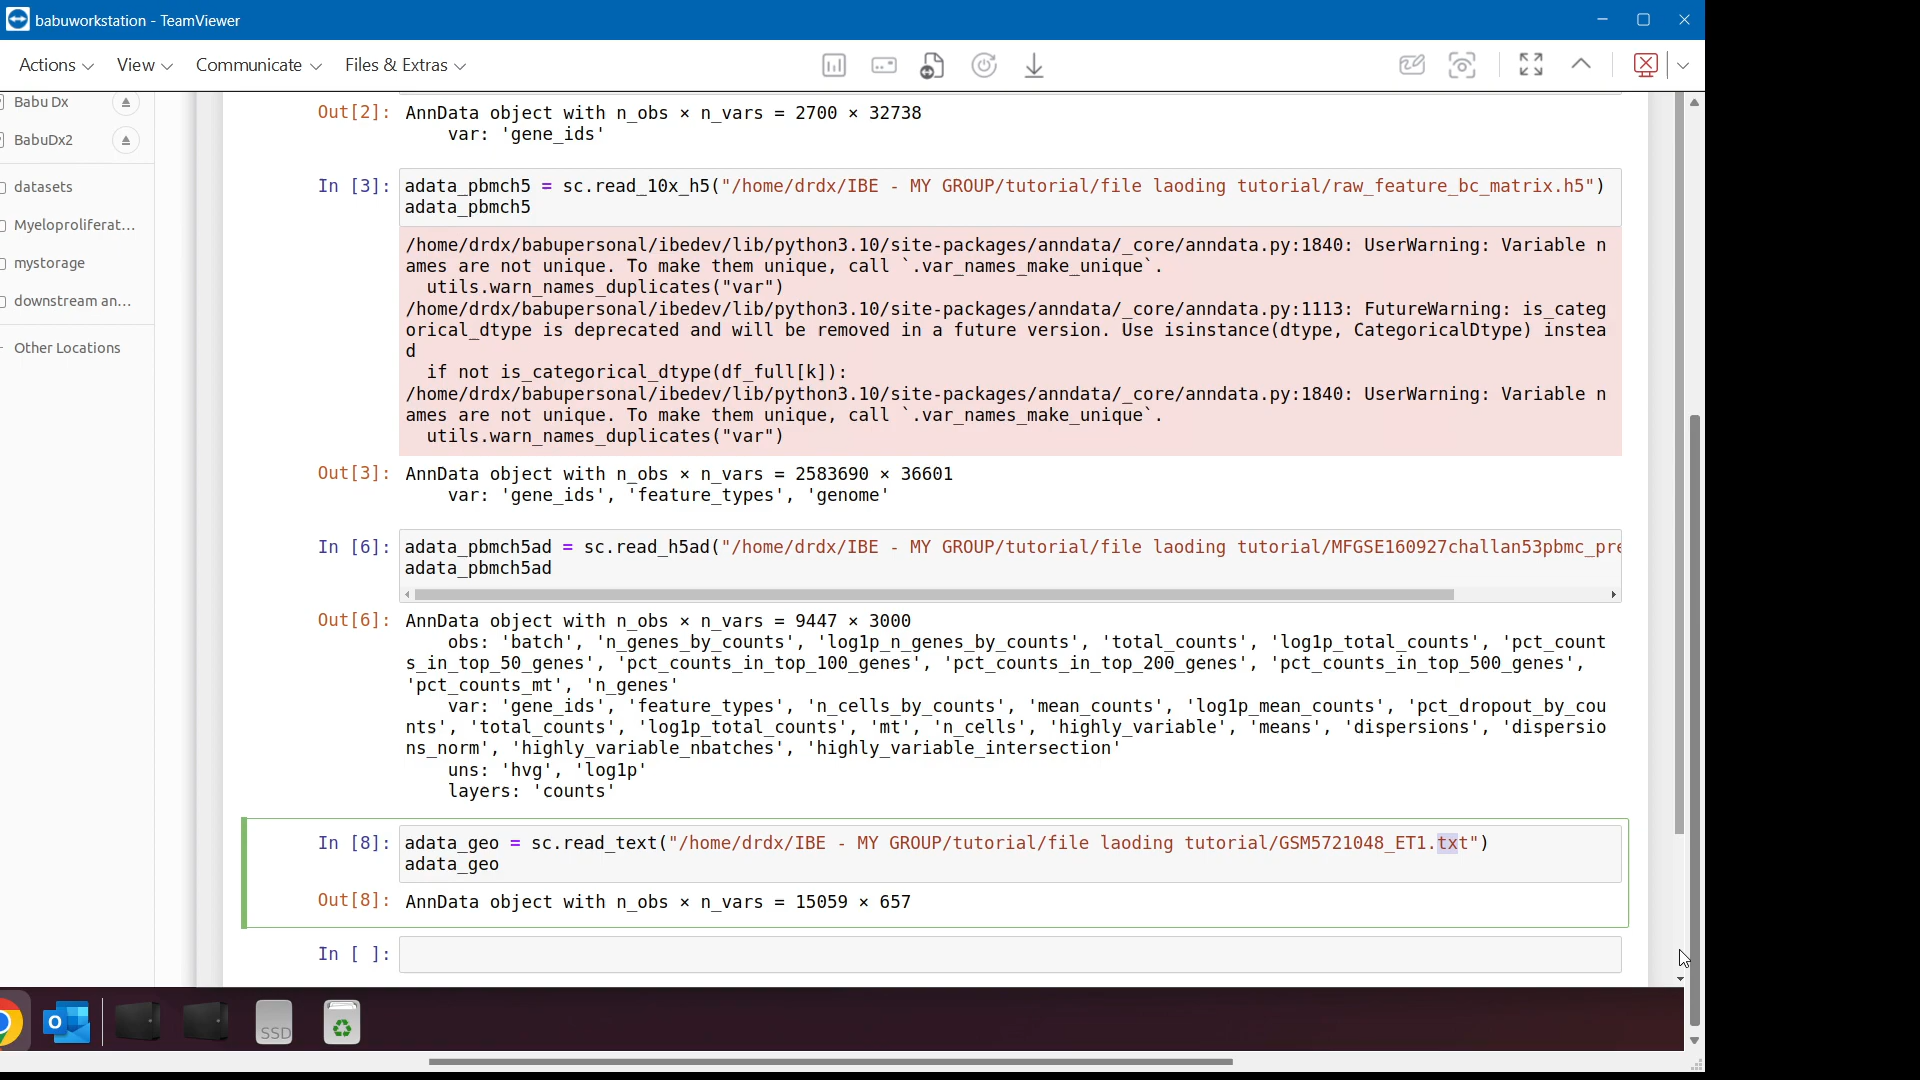 babuworkstation - TeamViewer
Actions View Communicate Files & Extras
Babu Dx
BabuDx2
datasets
Myeloproliferat...
mystorage
downstream an...
Other Locations
Out[2]: AnnData object with n_obs × n_vars = 2700 × 32738
var: 'gene_ids'
In [3]: adata_pbmch5 = sc.read_10x_h5("/home/drdx/IBE - MY GROUP/tutorial/file laoding tutorial/raw_feature_bc_matrix.h5")
adata_pbmch5
/home/drdx/babupersonal/ibedev/lib/python3.10/site-packages/anndata/_core/anndata.py:1840: UserWarning: Variable n
ames are not unique. To make them unique, call `.var_names_make_unique`.
utils.warn_names_duplicates("var")
/home/drdx/babupersonal/ibedev/lib/python3.10/site-packages/anndata/_core/anndata.py:1113: FutureWarning: is_categ
orical_dtype is deprecated and will be removed in a future version. Use isinstance(dtype, CategoricalDtype) instea
d
if not is_categorical_dtype(df_full[k]):
/home/drdx/babupersonal/ibedev/lib/python3.10/site-packages/anndata/_core/anndata.py:1840: UserWarning: Variable n
ames are not unique. To make them unique, call `.var_names_make_unique`.
utils.warn_names_duplicates("var")
Out[3]: AnnData object with n_obs × n_vars = 2583690 × 36601
var: 'gene_ids', 'feature_types', 'genome'
In [6]: adata_pbmch5ad = sc.read_h5ad("/home/drdx/IBE - MY GROUP/tutorial/file laoding tutorial/MFGSE160927challan53pbmc_pre
adata_pbmch5ad
Out[6]: AnnData object with n_obs × n_vars = 9447 × 3000
obs: 'batch', 'n_genes_by_counts', 'log1p_n_genes_by_counts', 'total_counts', 'log1p_total_counts', 'pct_count
s_in_top_50_genes', 'pct_counts_in_top_100_genes', 'pct_counts_in_top_200_genes', 'pct_counts_in_top_500_genes',
'pct_counts_mt', 'n_genes'
var: 'gene_ids', 'feature_types', 'n_cells_by_counts', 'mean_counts', 'log1p_mean_counts', 'pct_dropout_by_cou
nts', 'total_counts', 'log1p_total_counts', 'mt', 'n_cells', 'highly_variable', 'means', 'dispersions', 'dispersio
ns_norm', 'highly_variable_nbatches', 'highly_variable_intersection'
uns: 'hvg', 'log1p'
layers: 'counts'
In [8]: adata_geo = sc.read_text("/home/drdx/IBE - MY GROUP/tutorial/file laoding tutorial/GSM5721048_ET1.txt")
adata_geo
Out[8]: AnnData object with n_obs × n_vars = 15059 × 657
In [ ]:
SSD